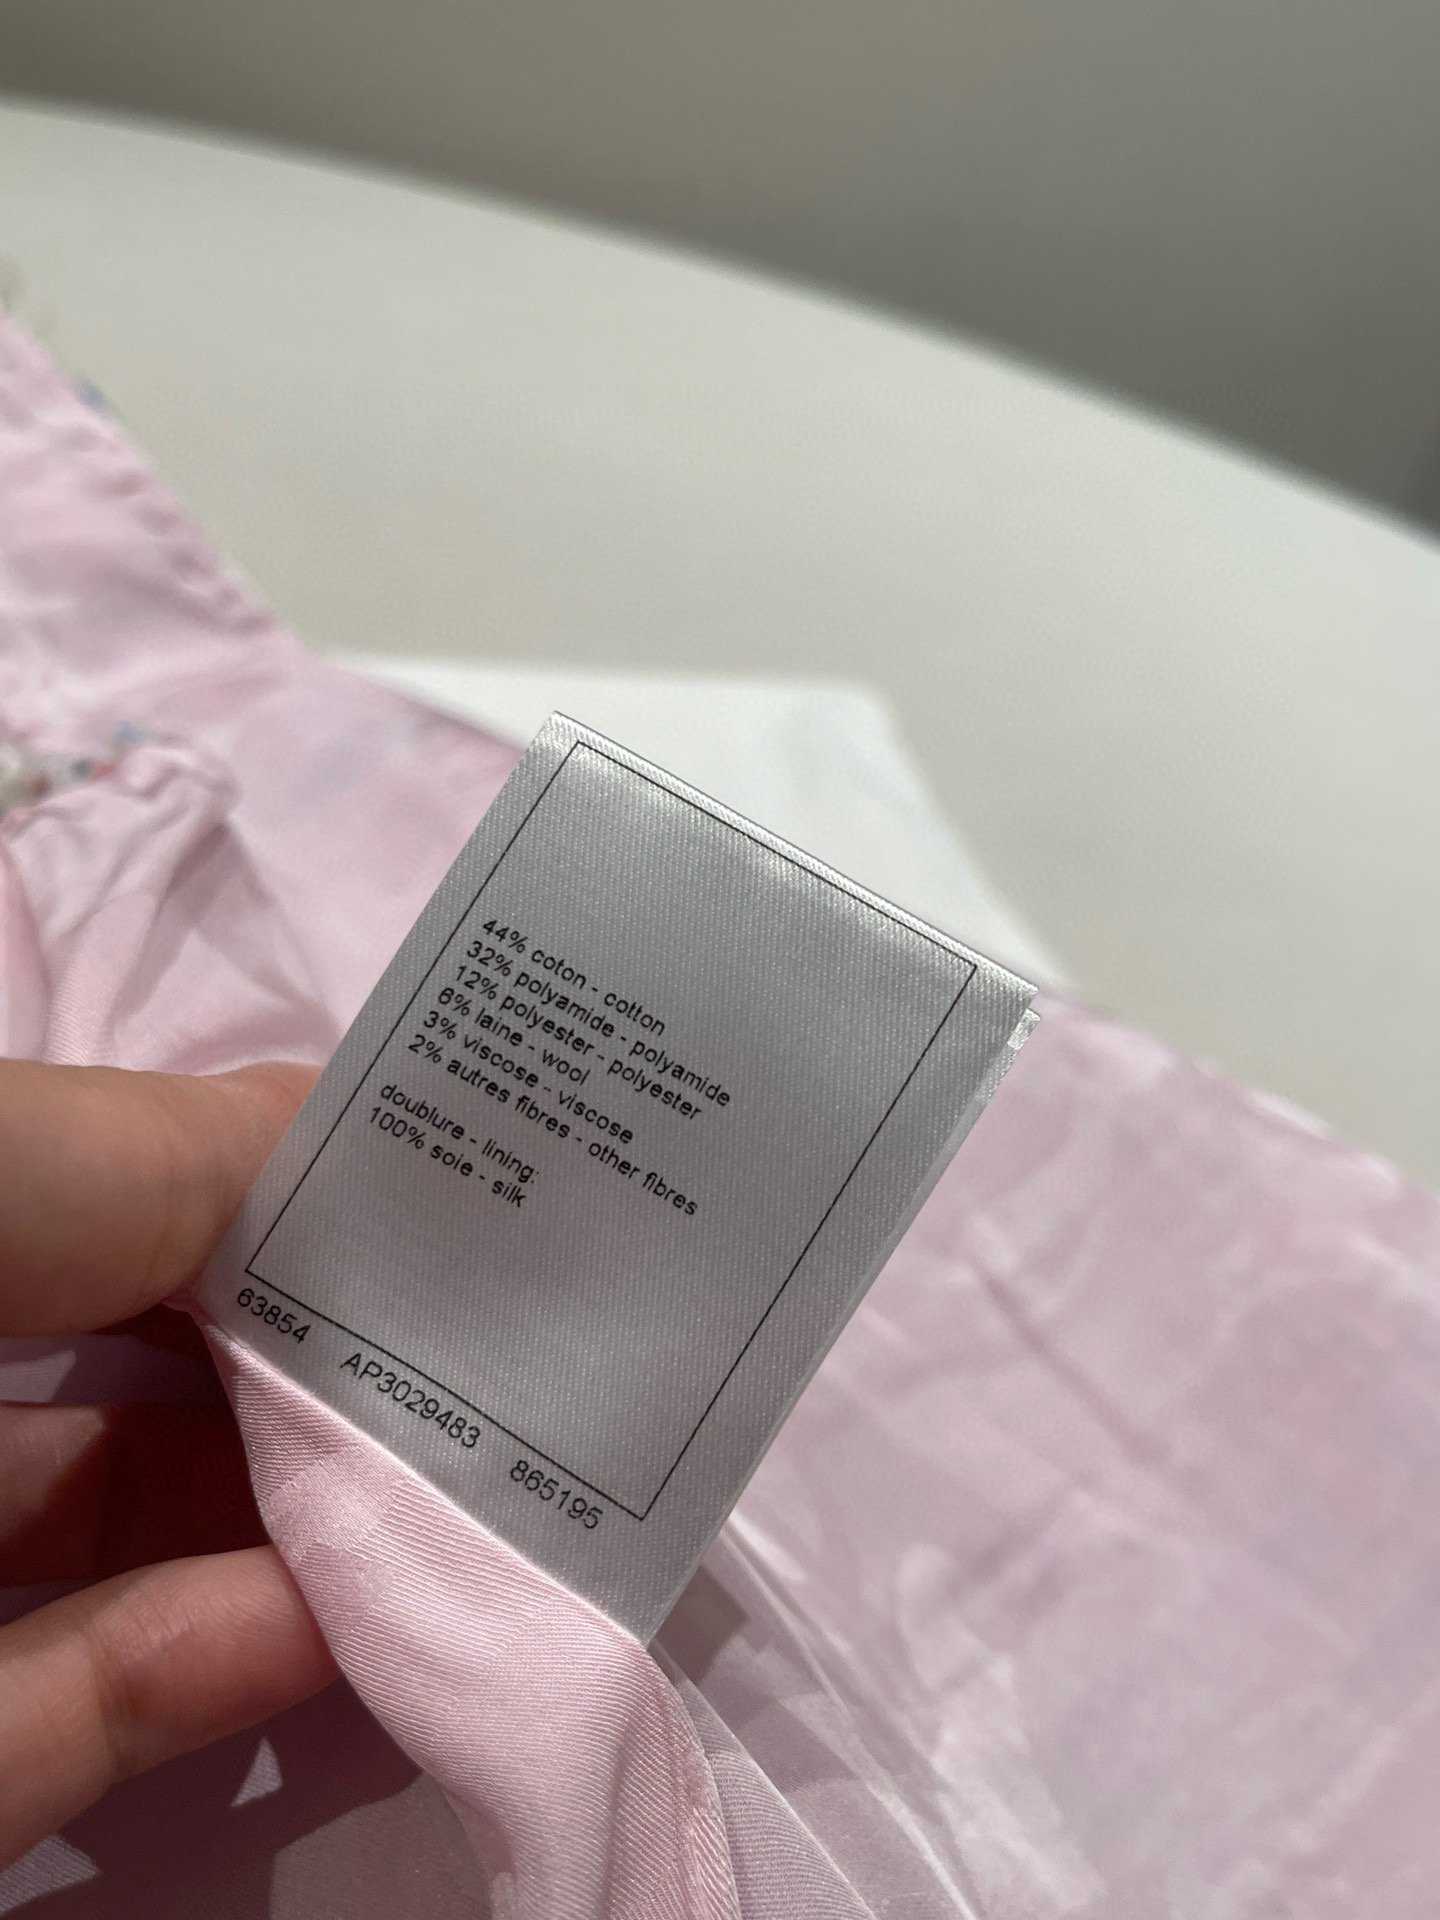 44% coton - cotton
32% polyamide - polyamide
12% polyester - polyester
6% laine - wool
3% viscose - viscose
2% autres fibres - other fibres
doublure - lining:
100% soie - silk
63854 AP3029483 865195